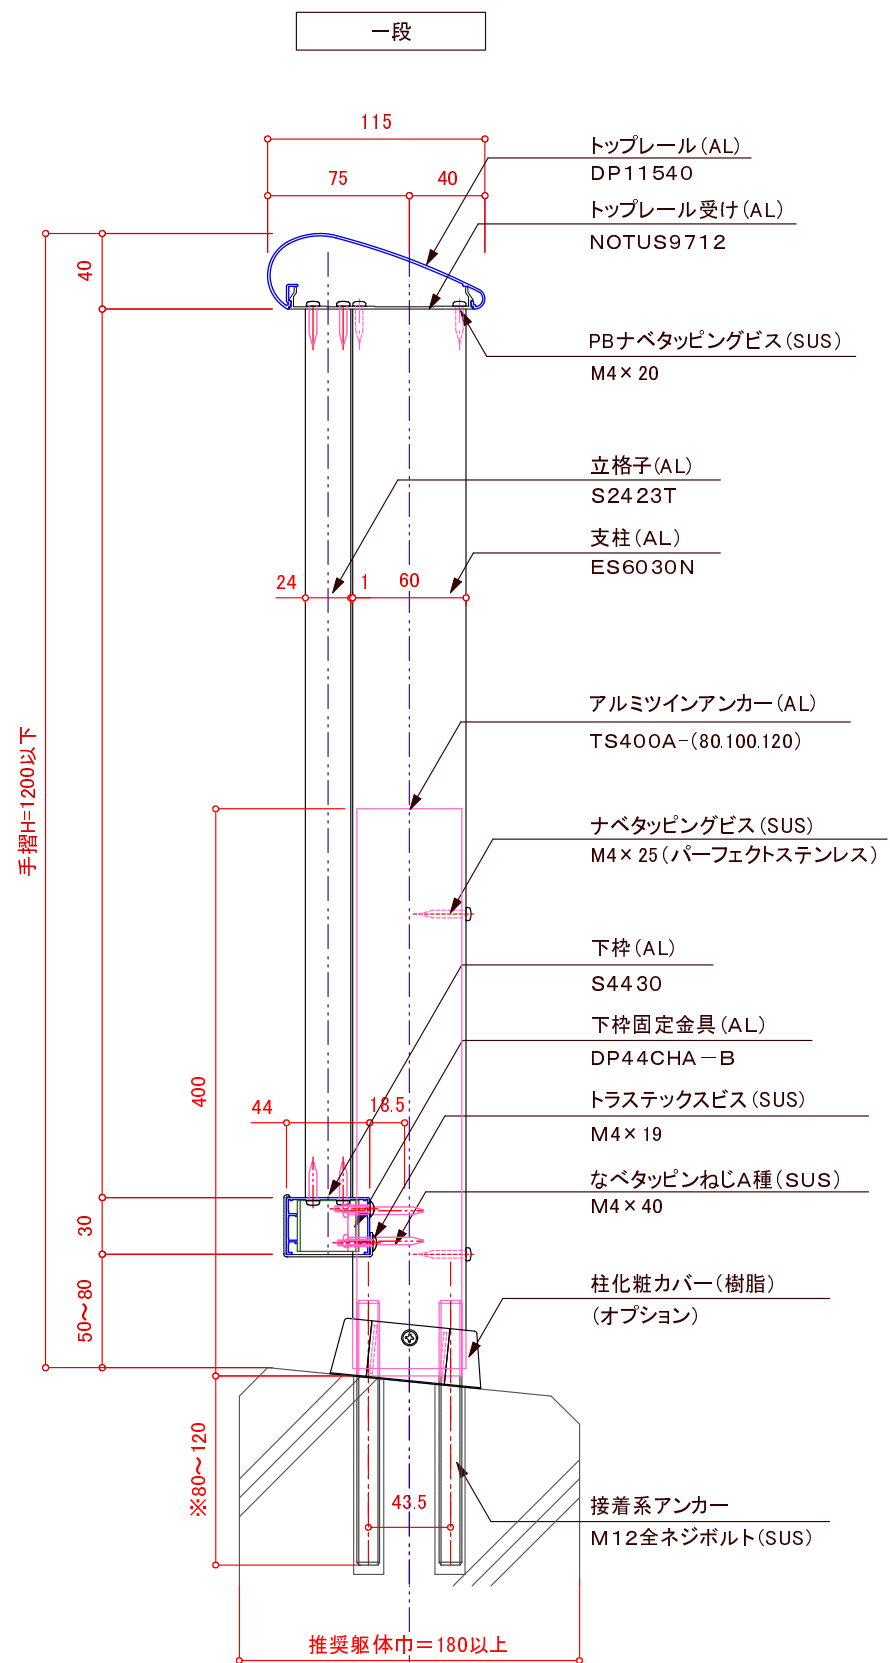 一段
115
75
40
トップレール(AL)
DP11540
トップレール受け(AL)
NOTUS9712
40
PBナベタッピングビス(SUS)
M4×20
立格子(AL)
S2423T
支柱(AL)
ES6030N
24
1
60
アルミツインアンカー(AL)
TS400A-(80.100.120)
手摺H=1200以下
ナベタッピングビス(SUS)
M4×25(パーフェクトステンレス)
下枠(AL)
S4430
下枠固定金具(AL)
DP44CHA-B
400
44
18.5
トラステックスビス(SUS)
M4×19
なべタッピンねじA種(SUS)
M4×40
30
50~80
柱化粧カバー(樹脂)
(オプション)
※80~120
43.5
接着系アンカー
M12全ネジボルト(SUS)
推奨躯体巾=180以上